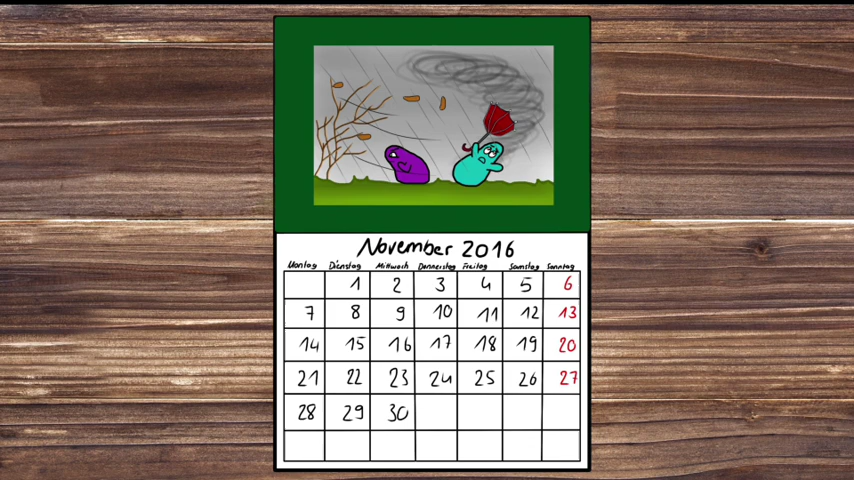 November 2016
Montag Dienstag Mittwoch Donnerstag Freitag Samstag Sonntag
1 2 3 4 5 6
7 8 9 10 11 12 13
14 15 16 17 18 19 20
21 22 23 24 25 26 27
28 29 30